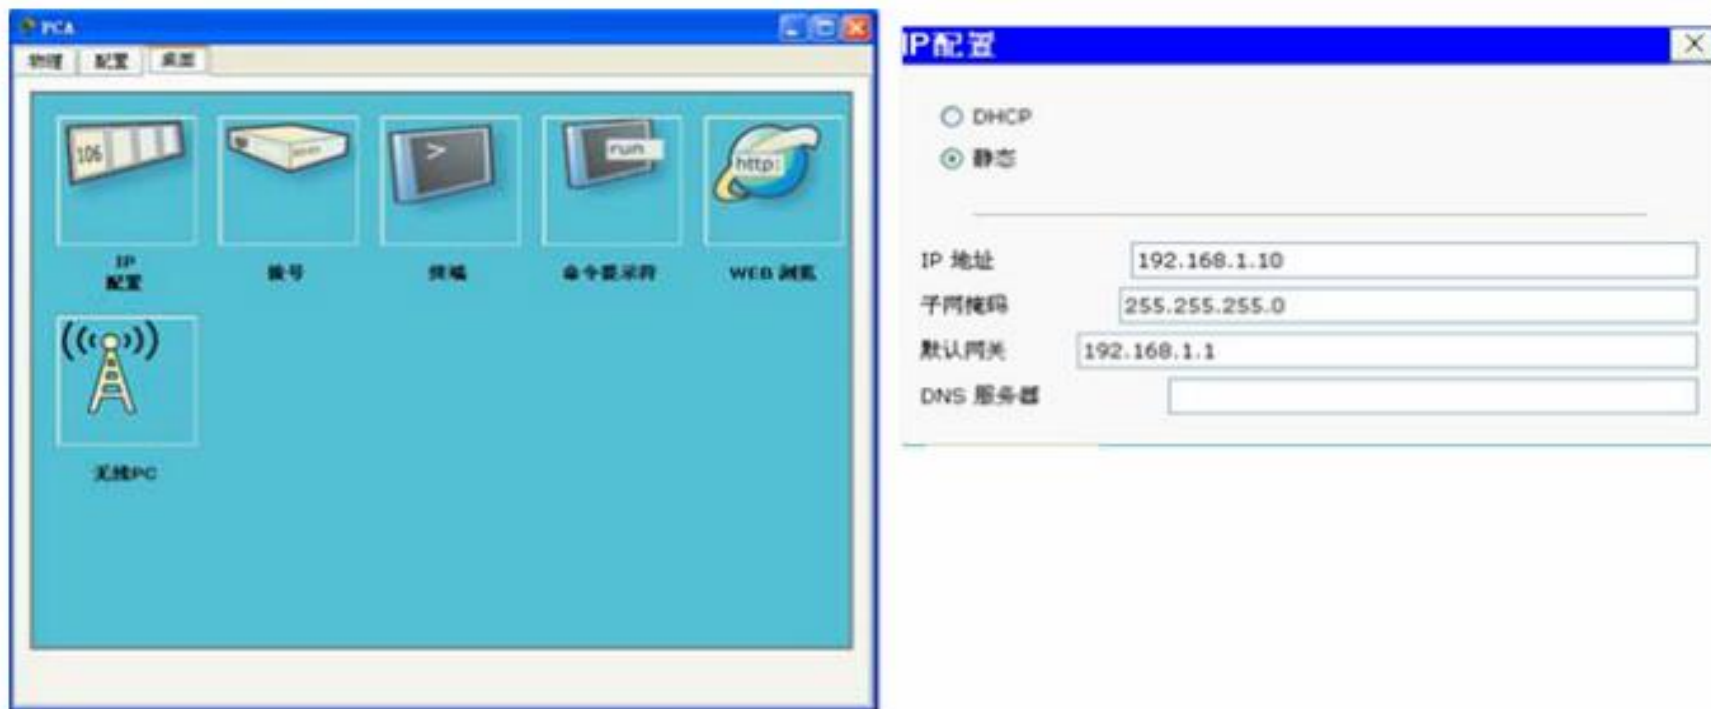 PCA
物理 配置 桌面
106
run
http:
IP
配置
拨号
终端
命令提示符
WEB 浏览
无线PC
IP配置
DHCP
静态
IP 地址 192.168.1.10
子网掩码 255.255.255.0
默认网关 192.168.1.1
DNS 服务器